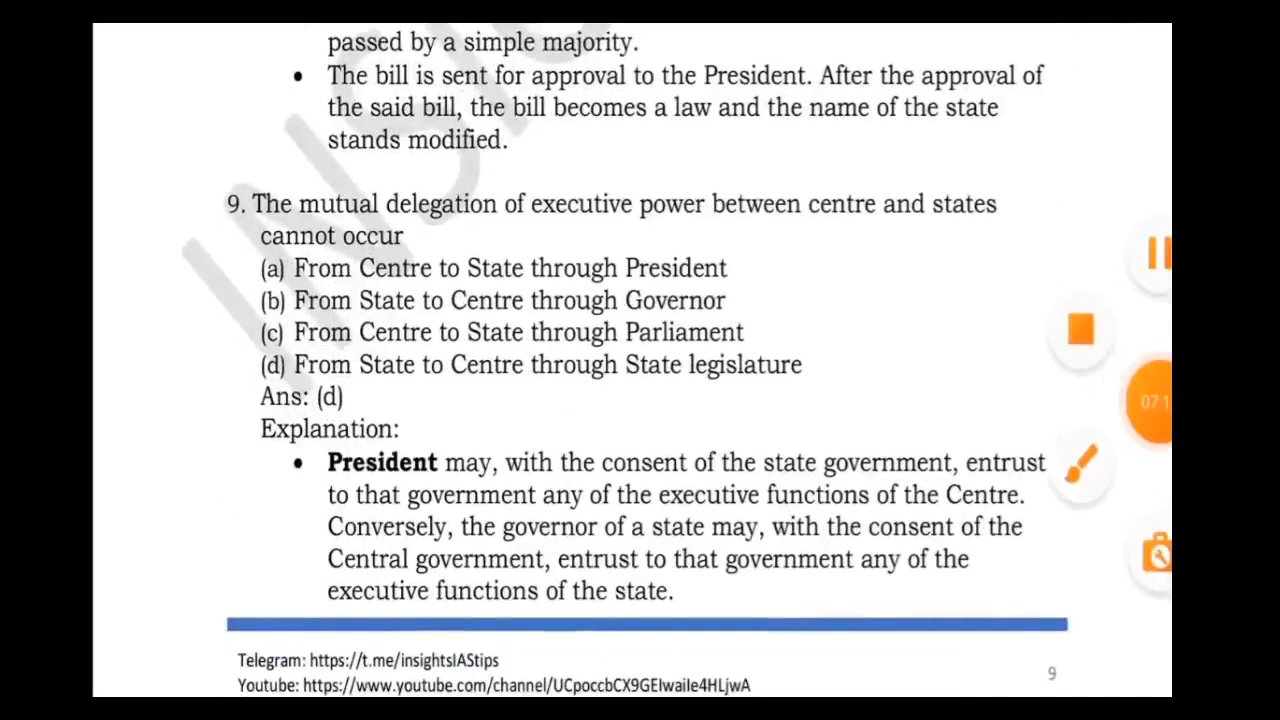 passed by a simple majority.
• The bill is sent for approval to the President. After the approval of
the said bill, the bill becomes a law and the name of the state
stands modified.
9. The mutual delegation of executive power between centre and states
cannot occur
(a) From Centre to State through President
(b) From State to Centre through Governor
(c) From Centre to State through Parliament
(d) From State to Centre through State legislature
Ans: (d)
Explanation:
• President may, with the consent of the state government, entrust
to that government any of the executive functions of the Centre.
Conversely, the governor of a state may, with the consent of the
Central government, entrust to that government any of the
executive functions of the state.
Telegram: https://t.me/insightsIAStips
Youtube: https://www.youtube.com/channel/UCpoccbCX9GEIwaiIe4HLjwA
9
07:1
INSIG